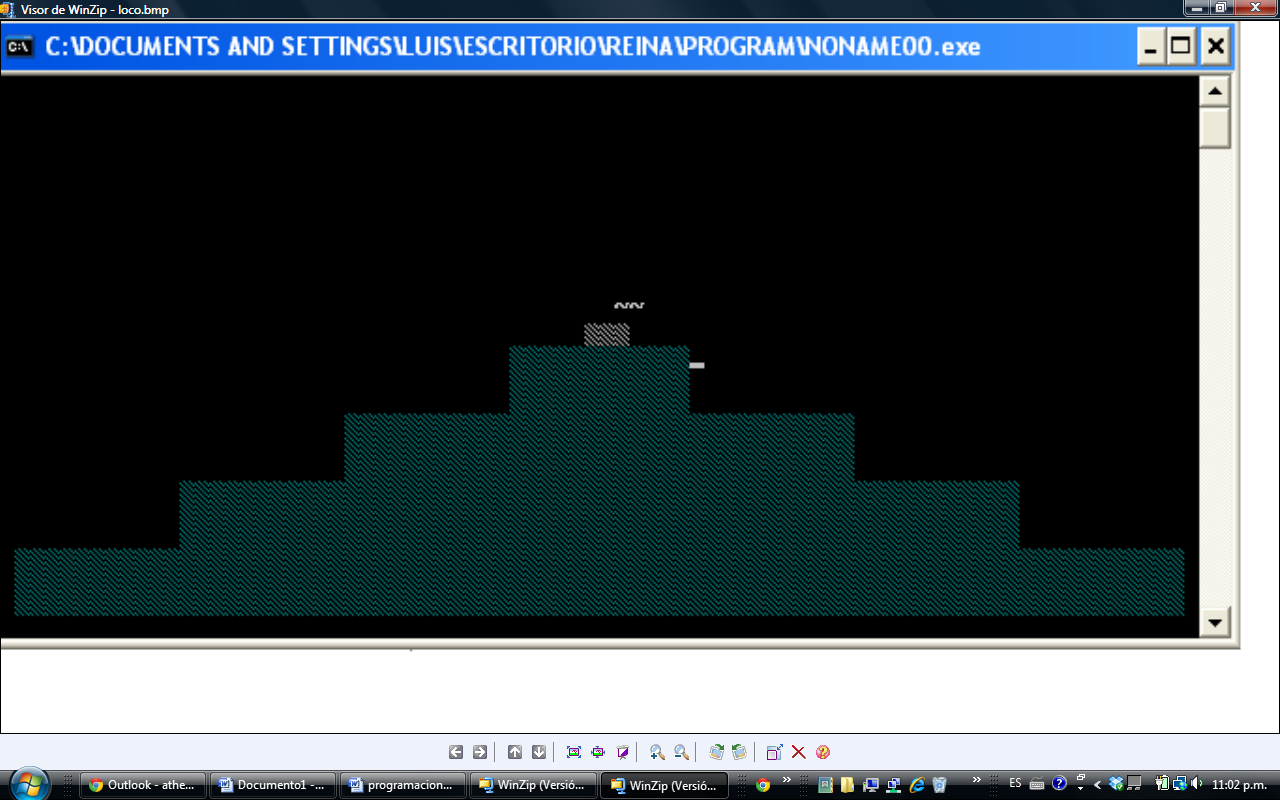 Visor de WinZip - loco.bmp
C:\ C:\DOCUMENTS AND SETTINGS\LUIS\ESCRITORIO\REINA\PROGRAM\NONAME00.exe
~~
Outlook - athe... Documento1 -... programacion... WinZip (Versió... WinZip (Versió... » » ES 11:02 p.m.